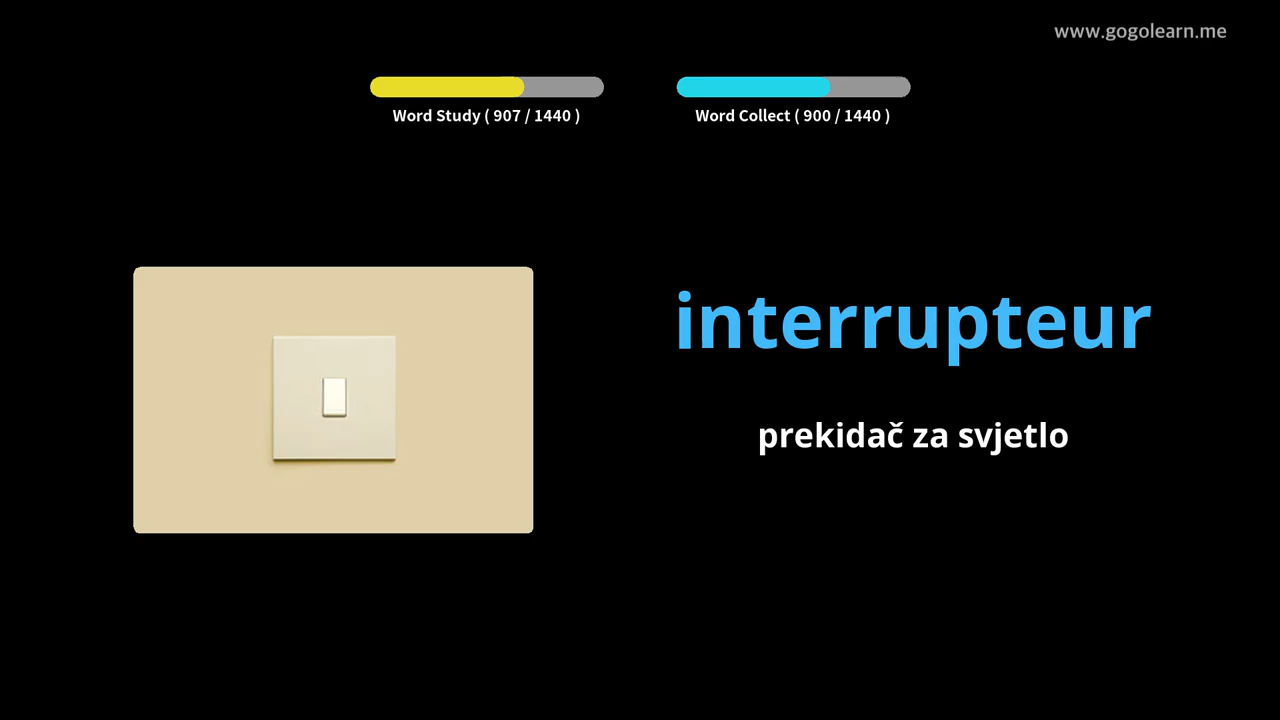 www.gogolearn.me
Word Study ( 907 / 1440 )
Word Collect ( 900 / 1440 )
interrupteur
prekidač za svjetlo